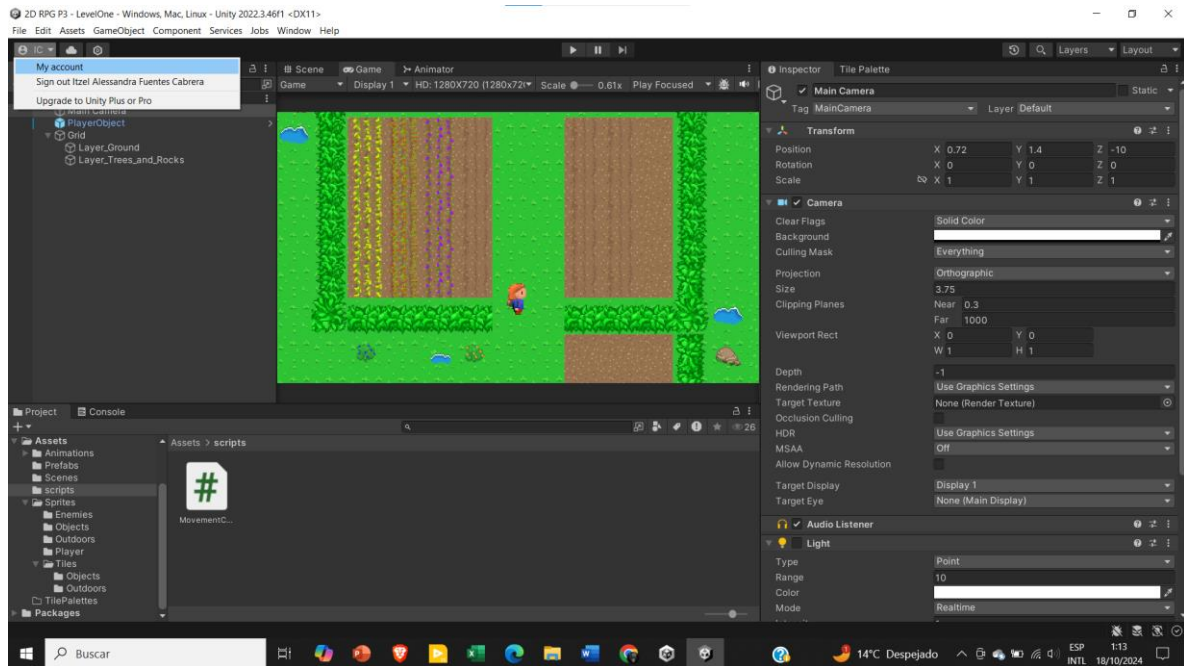 2D RPG P3 - LevelOne - Windows, Mac, Linux - Unity 2022.3.46f1 <DX11>
File Edit Assets GameObject Component Services Jobs Window Help
IC
Layers
Layout
My account
Sign out Itzel Alessandra Fuentes Cabrera
Upgrade to Unity Plus or Pro
Main Camera
PlayerObject
Grid
Layer_Ground
Layer_Trees_and_Rocks
Scene
Game
Animator
Game
Display 1
HD: 1280X720 (1280x72
Scale
0.61x
Play Focused
Inspector
Tile Palette
Main Camera
Static
Tag MainCamera
Layer Default
Transform
Position X 0.72 Y 1.4 Z -10
Rotation X 0 Y 0 Z 0
Scale X 1 Y 1 Z 1
Camera
Clear Flags Solid Color
Background
Culling Mask Everything
Projection Orthographic
Size 3.75
Clipping Planes Near 0.3
Far 1000
Viewport Rect X 0 Y 0
W 1 H 1
Depth -1
Rendering Path Use Graphics Settings
Target Texture None (Render Texture)
Occlusion Culling
HDR Use Graphics Settings
MSAA Off
Allow Dynamic Resolution
Target Display Display 1
Target Eye None (Main Display)
Audio Listener
Light
Type Point
Range 10
Color
Mode Realtime
Project
Console
26
Assets
Animations
Prefabs
Scenes
scripts
Sprites
Enemies
Objects
Outdoors
Player
Tiles
Objects
Outdoors
TilePalettes
Packages
Assets > scripts
#
MovementC...
Buscar
14°C Despejado
ESP
INTL
1:13
18/10/2024